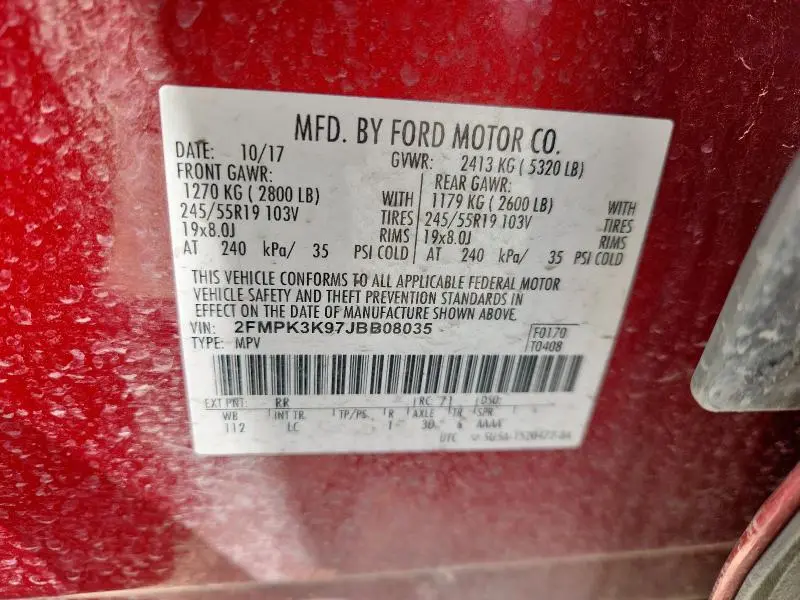 MFD. BY FORD MOTOR CO.
DATE: 10/17 GVWR: 2413 KG ( 5320 LB)
FRONT GAWR: REAR GAWR:
1270 KG ( 2800 LB) WITH 1179 KG ( 2600 LB) WITH
245/55R19 103V TIRES 245/55R19 103V TIRES
19x8.0J RIMS 19x8.0J RIMS
AT 240 kPa/ 35 PSI COLD AT 240 kPa/ 35 PSI COLD
THIS VEHICLE CONFORMS TO ALL APPLICABLE FEDERAL MOTOR
VEHICLE SAFETY AND THEFT PREVENTION STANDARDS IN
EFFECT ON THE DATE OF MANUFACTURE SHOWN ABOVE.
VIN: 2FMPK3K97JBB08035 F0170
TYPE: MPV T0408
EXT PNT: RR RC: 71 DSO:
WB INT TR TP/PS R AXLE TR SPR
112 LC 1 3D 6 AAAA
UTC